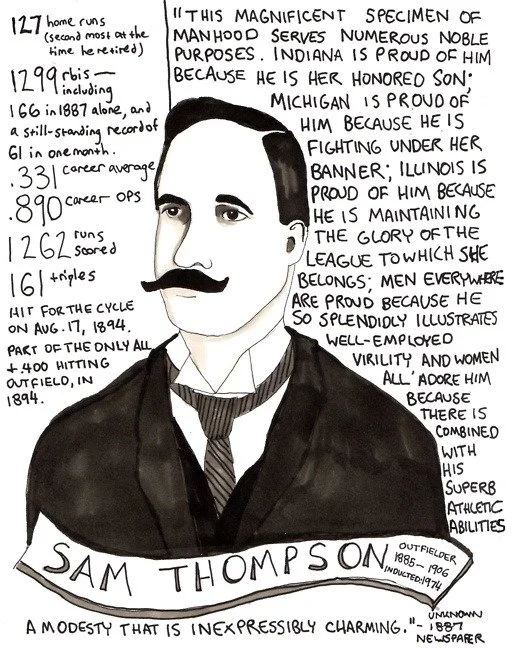 127 home runs
(second most at the
time he retired)
1299 rbis —
including
166 in 1887 alone, and
a still-standing record of
61 in one month.
.331 career average
.890 career OPS
1262 runs
scored
161 triples
HIT FOR THE CYCLE
ON AUG. 17, 1894.
PART OF THE ONLY ALL
+.400 HITTING
OUTFIELD, IN
1894.
"THIS MAGNIFICENT SPECIMEN OF
MANHOOD SERVES NUMEROUS NOBLE
PURPOSES. INDIANA IS PROUD OF HIM
BECAUSE HE IS HER HONORED SON;
MICHIGAN IS PROUD OF
HIM BECAUSE HE IS
FIGHTING UNDER HER
BANNER; ILLINOIS IS
PROUD OF HIM BECAUSE
HE IS MAINTAINING
THE GLORY OF THE
LEAGUE TO WHICH SHE
BELONGS; MEN EVERYWHERE
ARE PROUD BECAUSE HE
SO SPLENDIDLY ILLUSTRATES
WELL-EMPLOYED
VIRILITY AND WOMEN
ALL' ADORE HIM
BECAUSE
THERE IS
COMBINED
WITH
HIS
SUPERB
ATHLETIC
ABILITIES
A MODESTY THAT IS INEXPRESSIBLY CHARMING."
- UNKNOWN
1887
NEWSPAPER
SAM THOMPSON
OUTFIELDER
1885-1906
INDUCTED: 1974